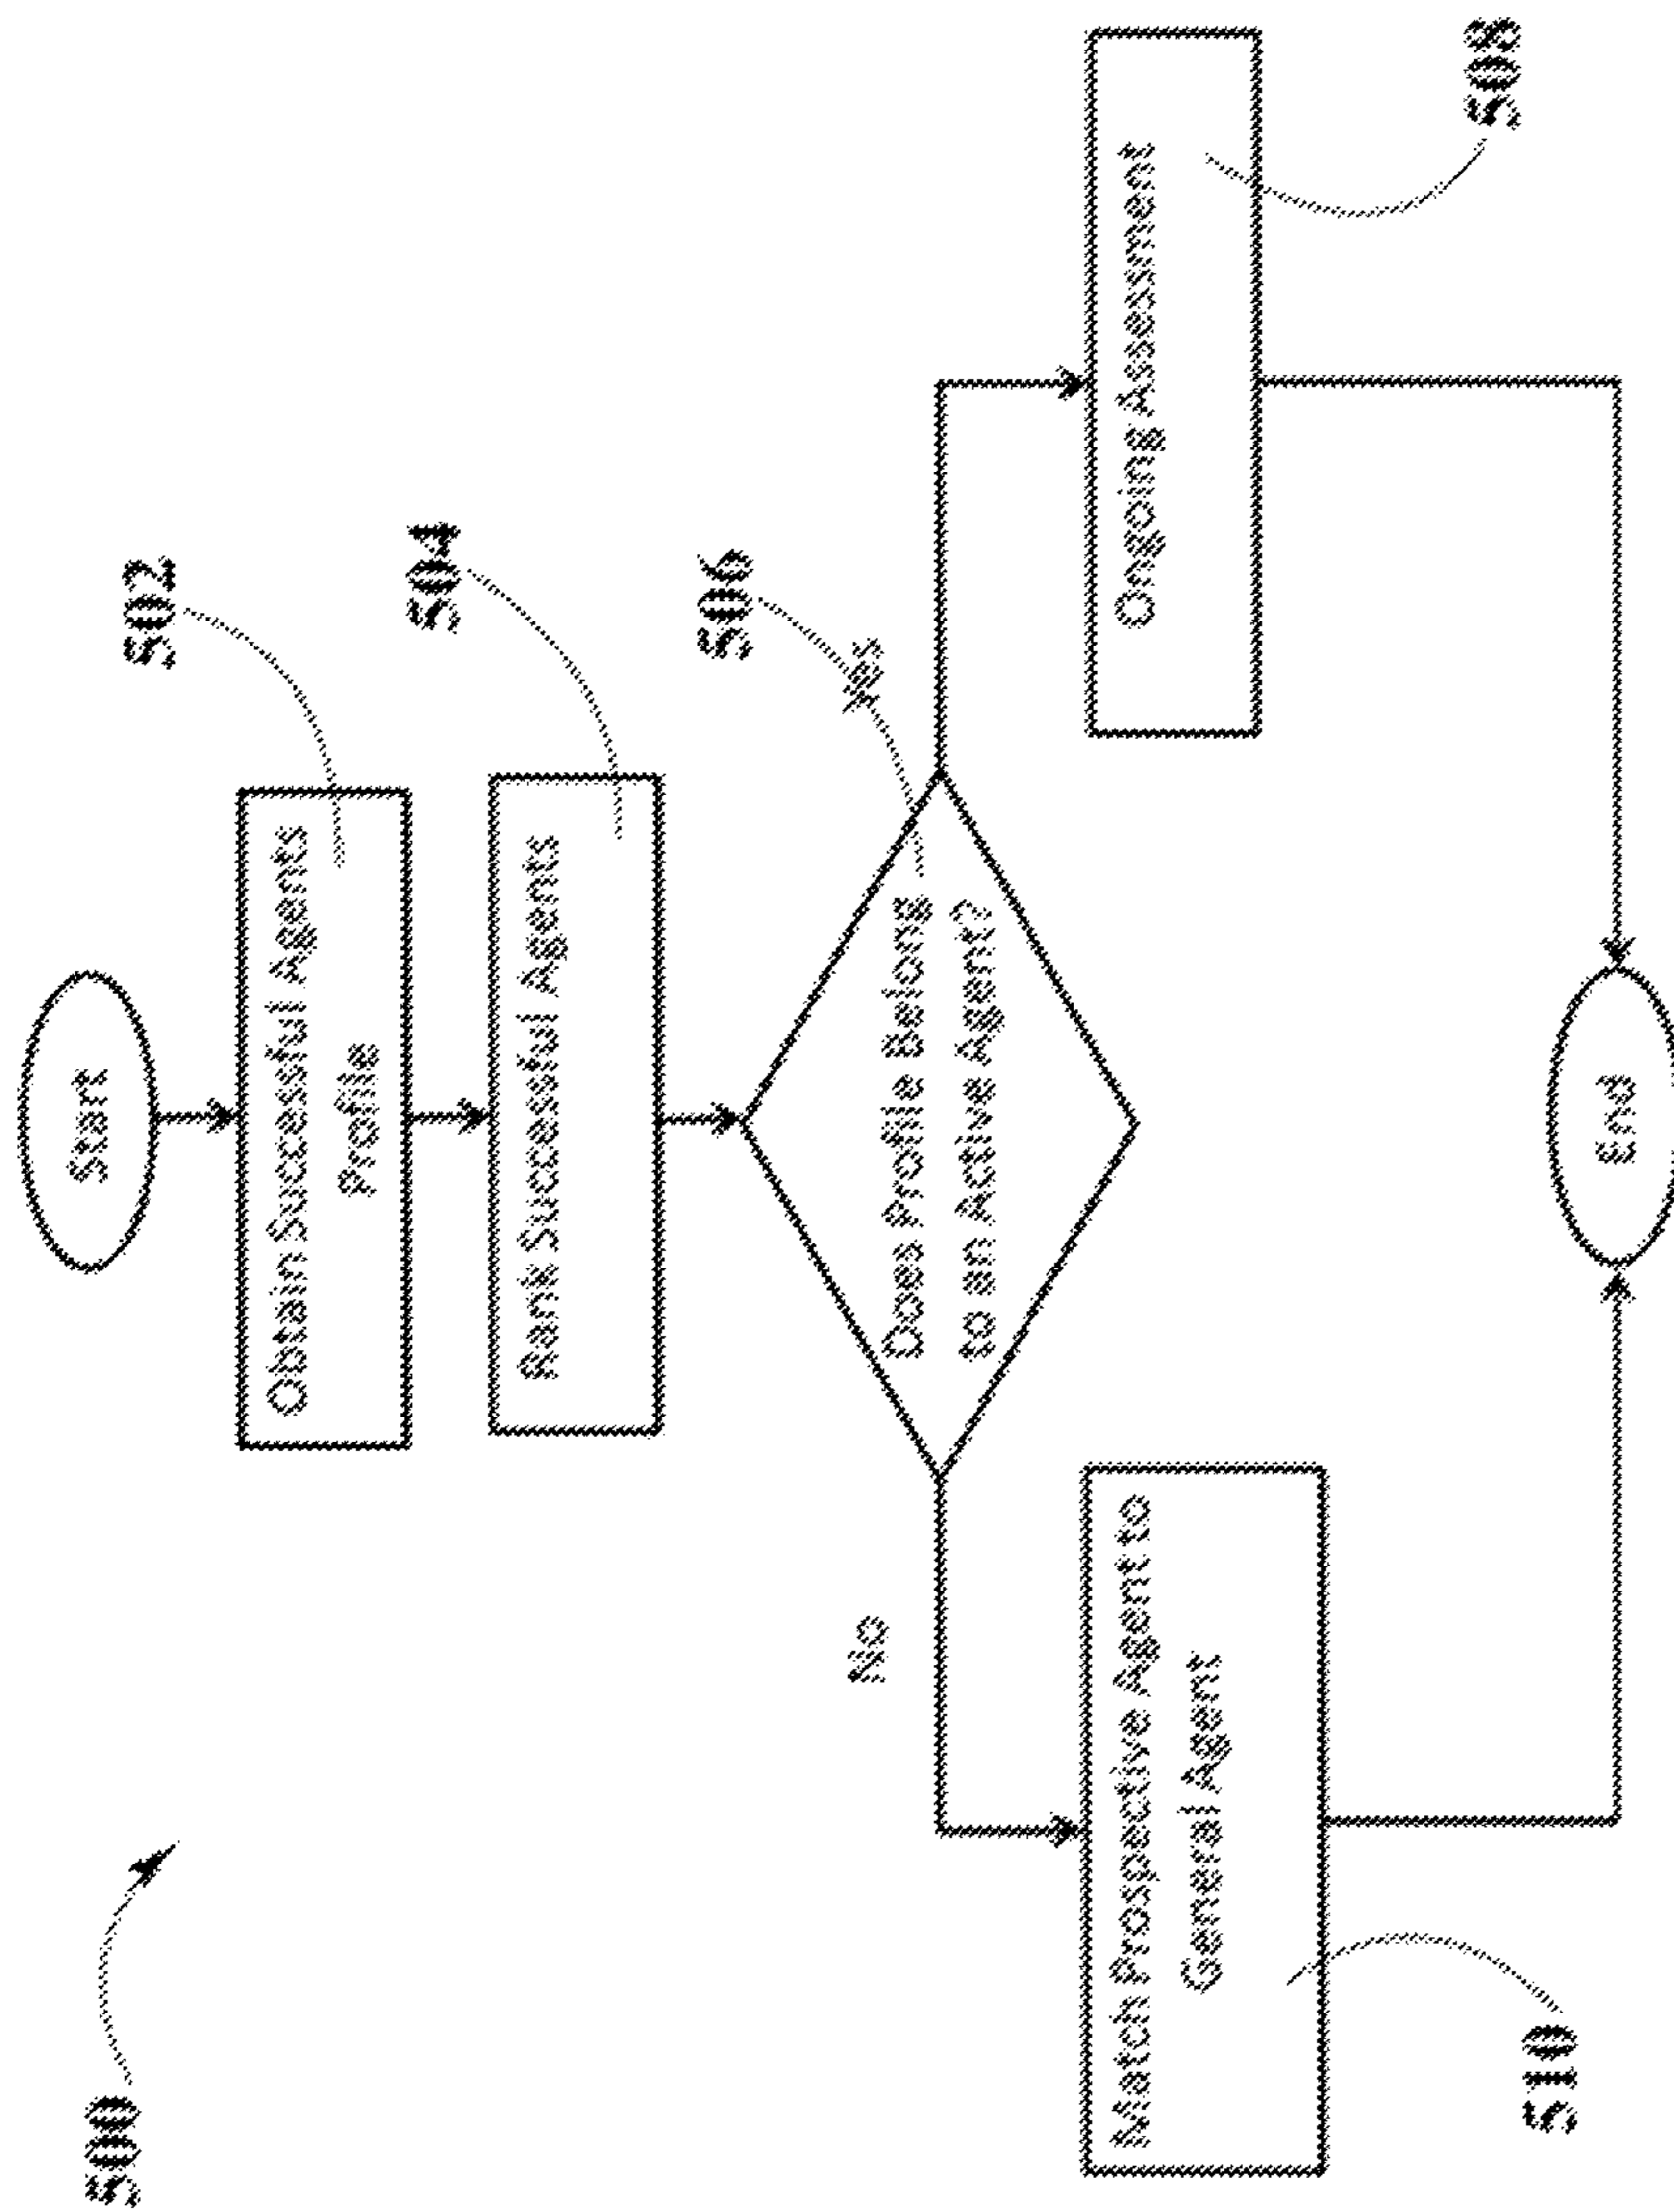 500
Start
502
Obtain Successful Agents
Profile
504
Rank Successful Agents
506
Does Profile Belong
to an Active Agent?
No
Yes
Match Prospective Agent to
General Agent
510
Ongoing Assessment
508
End